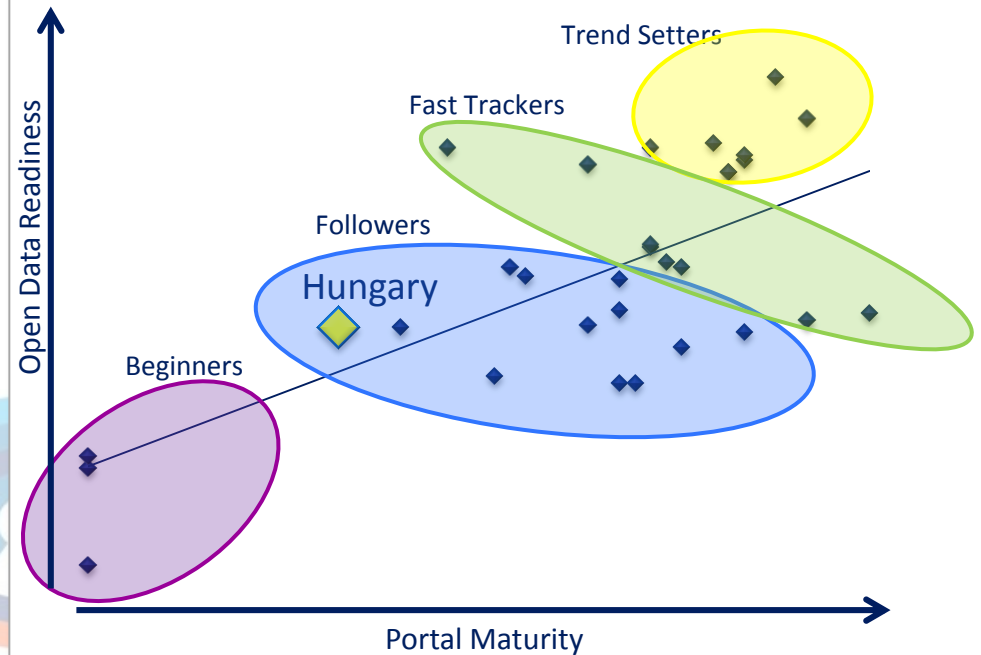 Trend Setters
Fast Trackers
Open Data Readiness
Followers
Hungary
Beginners
Portal Maturity